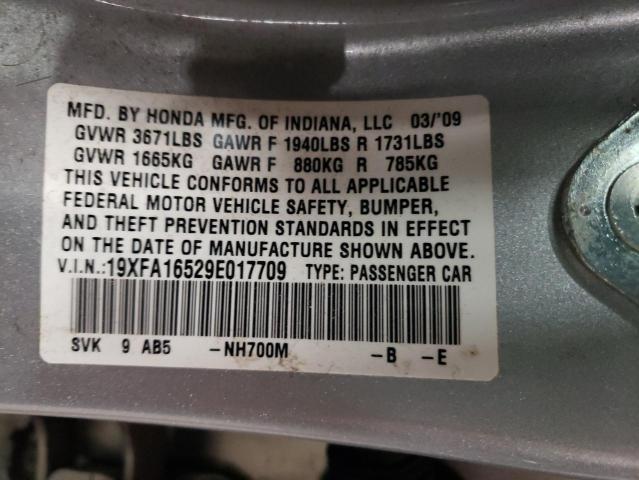 MFD. BY HONDA MFG. OF INDIANA, LLC 03/'09
GVWR 3671LBS GAWR F 1940LBS R 1731LBS
GVWR 1665KG GAWR F 880KG R 785KG
THIS VEHICLE CONFORMS TO ALL APPLICABLE
FEDERAL MOTOR VEHICLE SAFETY, BUMPER,
AND THEFT PREVENTION STANDARDS IN EFFECT
ON THE DATE OF MANUFACTURE SHOWN ABOVE.
V.I.N.:19XFA16529E017709 TYPE: PASSENGER CAR
SVK 9 AB5 -NH700M -B -E